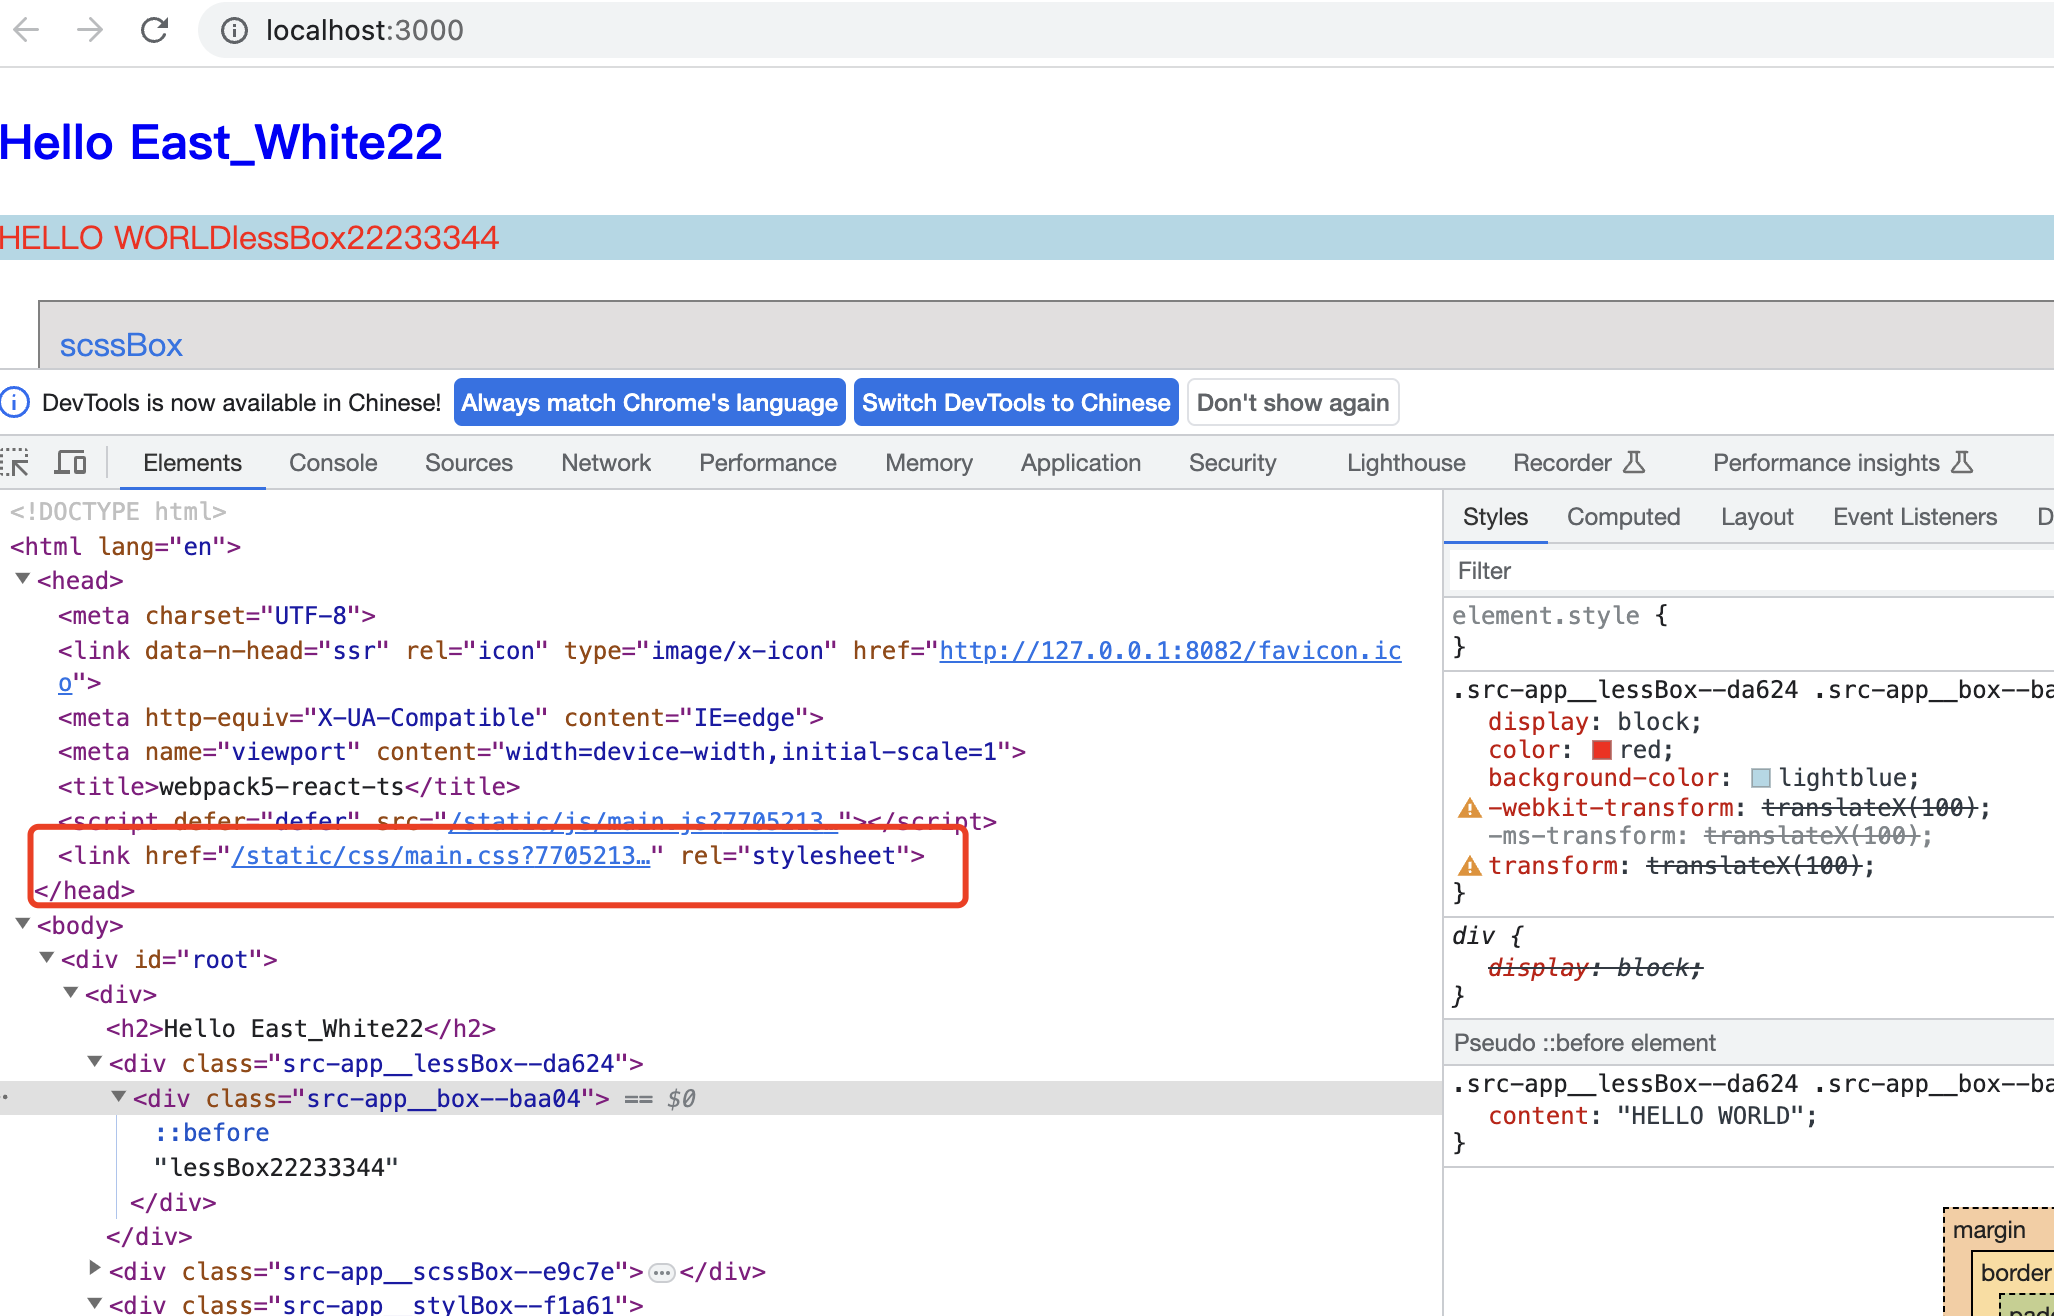 localhost:3000
Hello East_White22
HELLO WORLDlessBox22233344
scssBox
DevTools is now available in Chinese! Always match Chrome's language Switch DevTools to Chinese Don't show again
Elements Console Sources Network Performance Memory Application Security Lighthouse Recorder Performance insights
<!DOCTYPE html>
<html lang="en">
<head>
<meta charset="UTF-8">
<link data-n-head="ssr" rel="icon" type="image/x-icon" href="http://127.0.0.1:8082/favicon.ic
o">
<meta http-equiv="X-UA-Compatible" content="IE=edge">
<meta name="viewport" content="width=device-width,initial-scale=1">
<title>webpack5-react-ts</title>
<script defer="defer" src="/static/js/main.js?7705213…"></script>
<link href="/static/css/main.css?7705213…" rel="stylesheet">
</head>
<body>
<div id="root">
<div>
<h2>Hello East_White22</h2>
<div class="src-app__lessBox--da624">
<div class="src-app__box--baa04"> == $0
::before
"lessBox22233344"
</div>
</div>
<div class="src-app__scssBox--e9c7e">…</div>
<div class="src-app__stylBox--f1a61">
Styles Computed Layout Event Listeners D
Filter
element.style {
}
.src-app__lessBox--da624 .src-app__box--ba
display: block;
color: red;
background-color: lightblue;
-webkit-transform: translateX(100);
-ms-transform: translateX(100);
transform: translateX(100);
}
div {
display: block;
}
Pseudo ::before element
.src-app__lessBox--da624 .src-app__box--ba
content: "HELLO WORLD";
}
margin
border